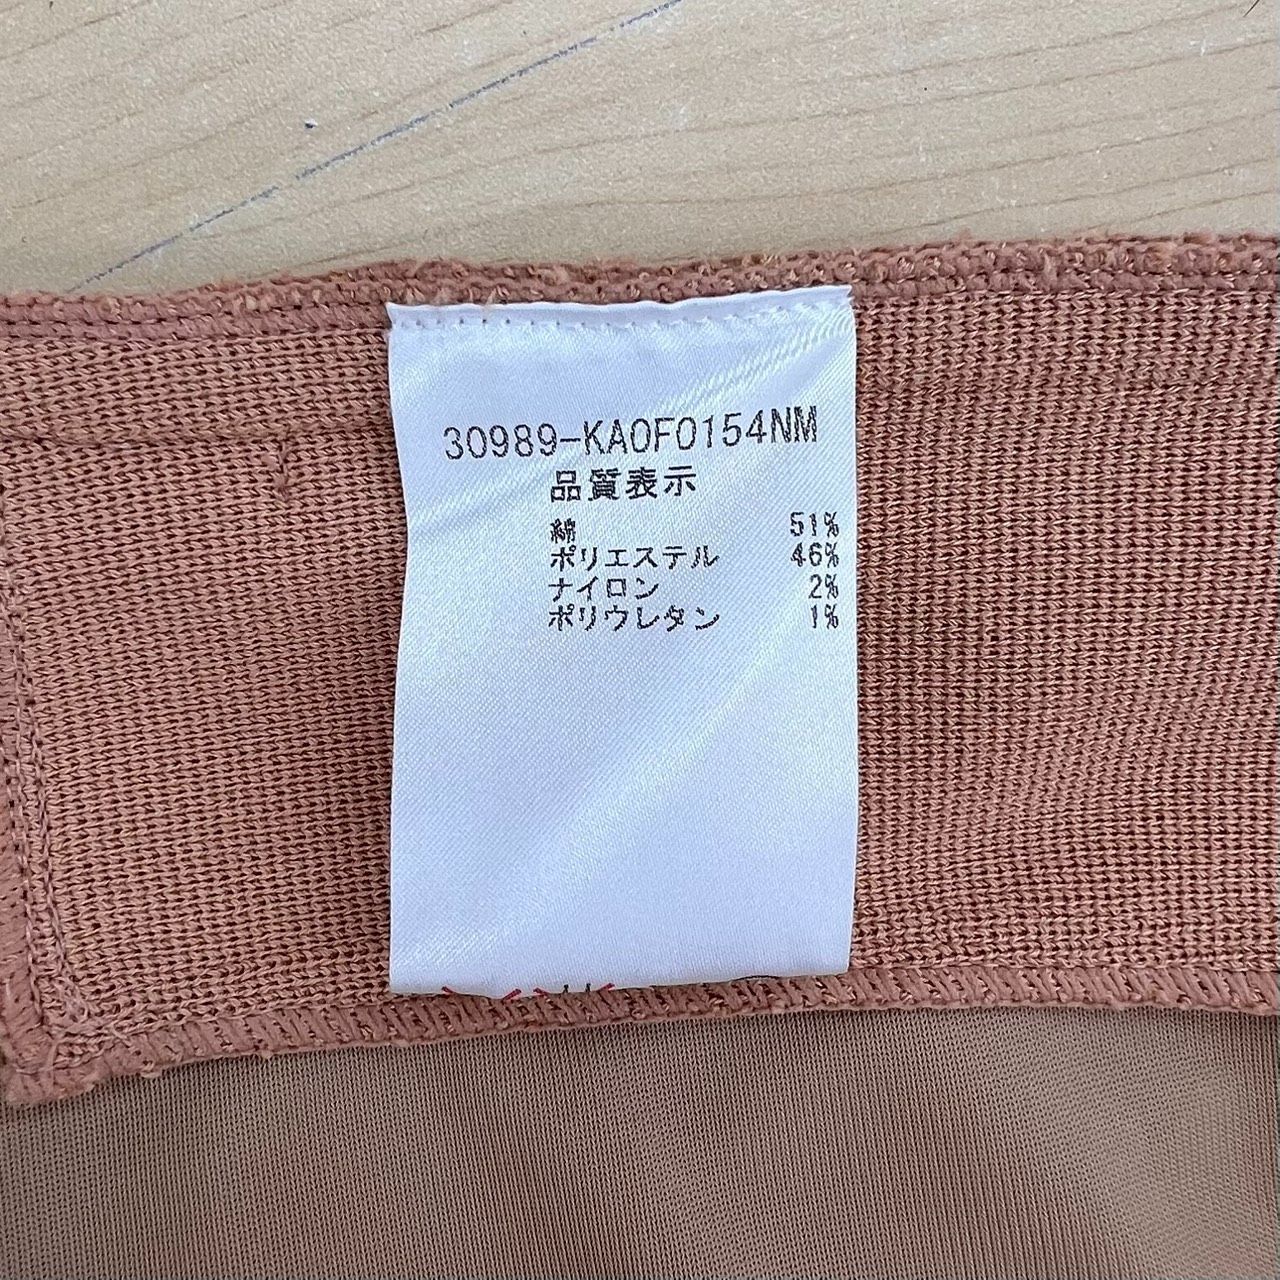 30989-KA0F0154NM
品質表示
綿 51%
ポリエステル 46%
ナイロン 2%
ポリウレタン 1%